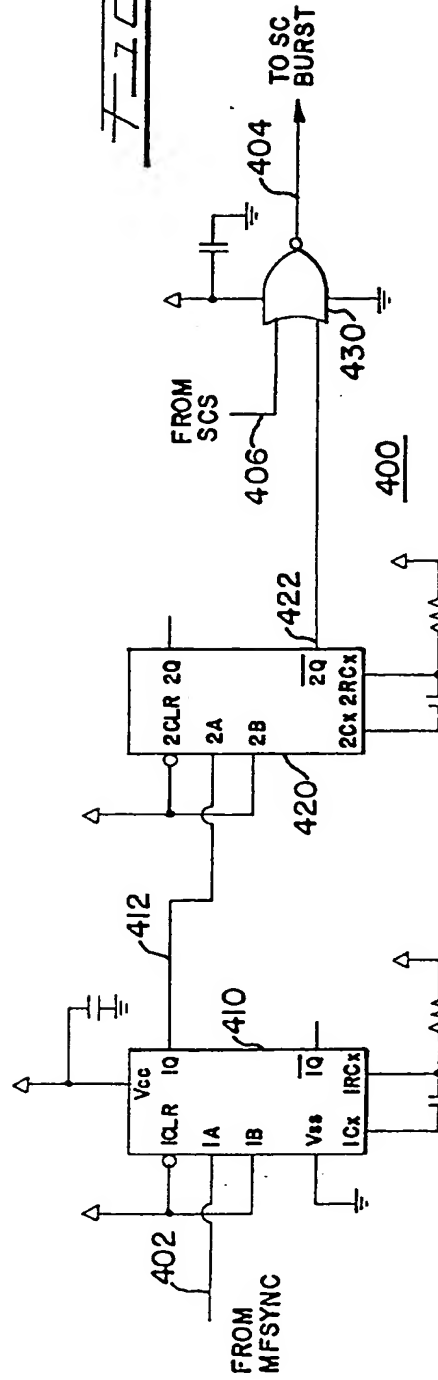 FROM
MFSYNC
402
Vcc
1CLR
1A
1B
Vss
1Q
1Q
1Cx 1RCx
410
412
2CLR
2A
2B
2Q
2Q
2Cx 2RCx
420
422
FROM
SCS
406
430
404
TO SC
BURST
400